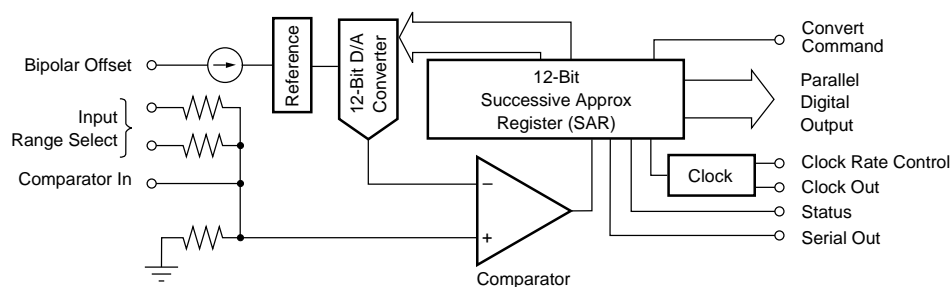 Bipolar Offset
Input
Range Select
Comparator In
Reference
12-Bit D/A
Converter
12-Bit
Successive Approx
Register (SAR)
−
+
Comparator
Clock
Convert
Command
Parallel
Digital
Output
Clock Rate Control
Clock Out
Status
Serial Out